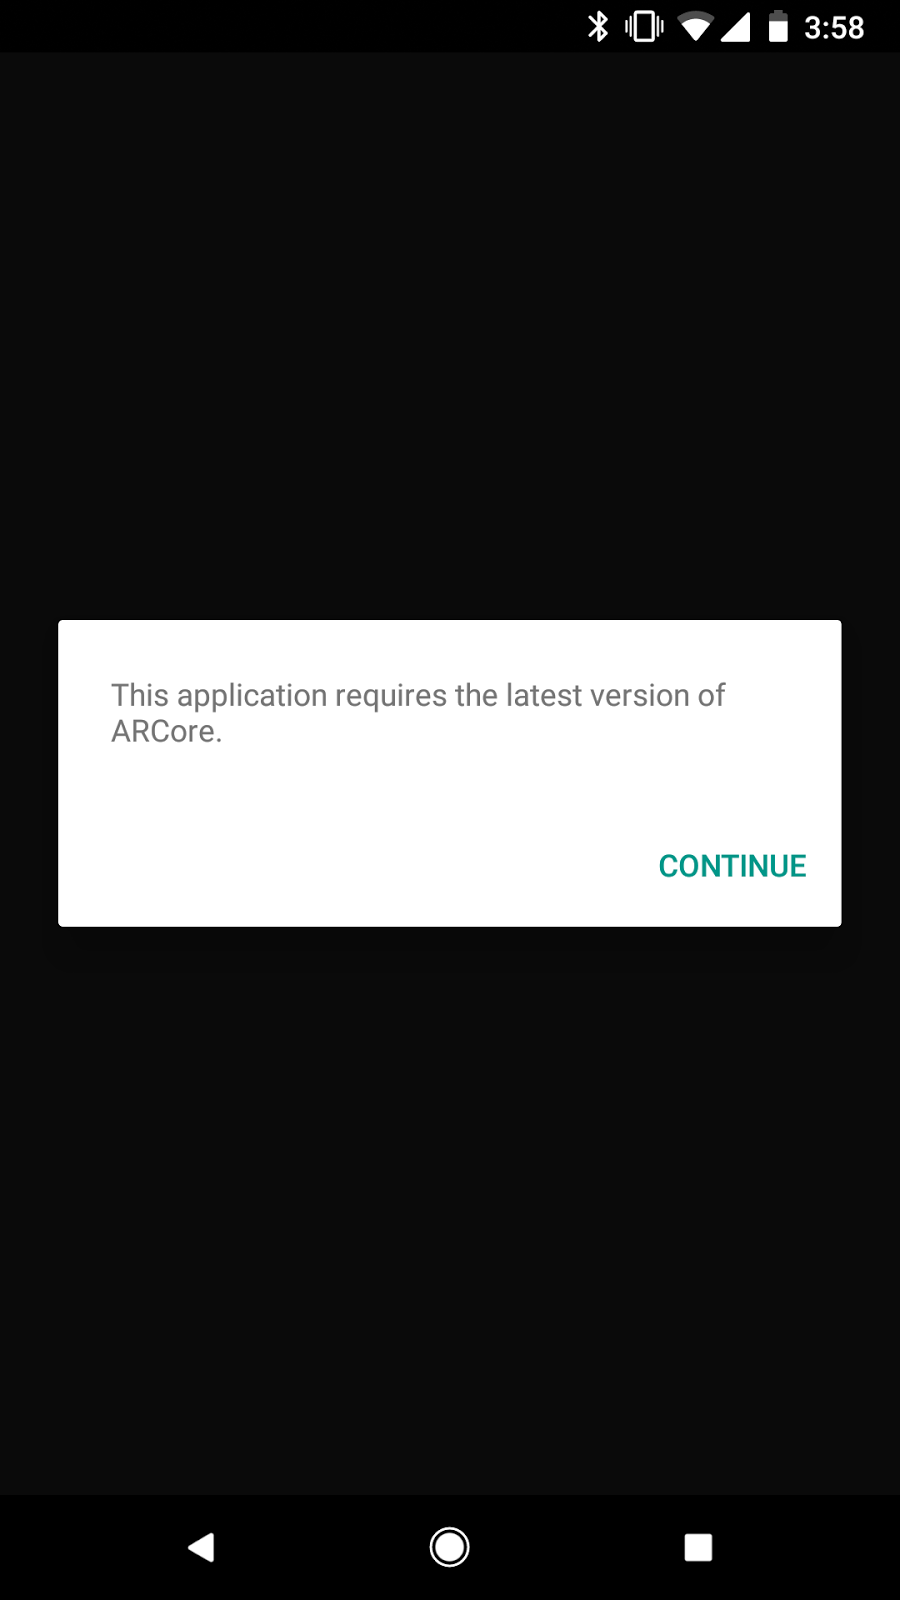 3:58
This application requires the latest version of
ARCore.
CONTINUE